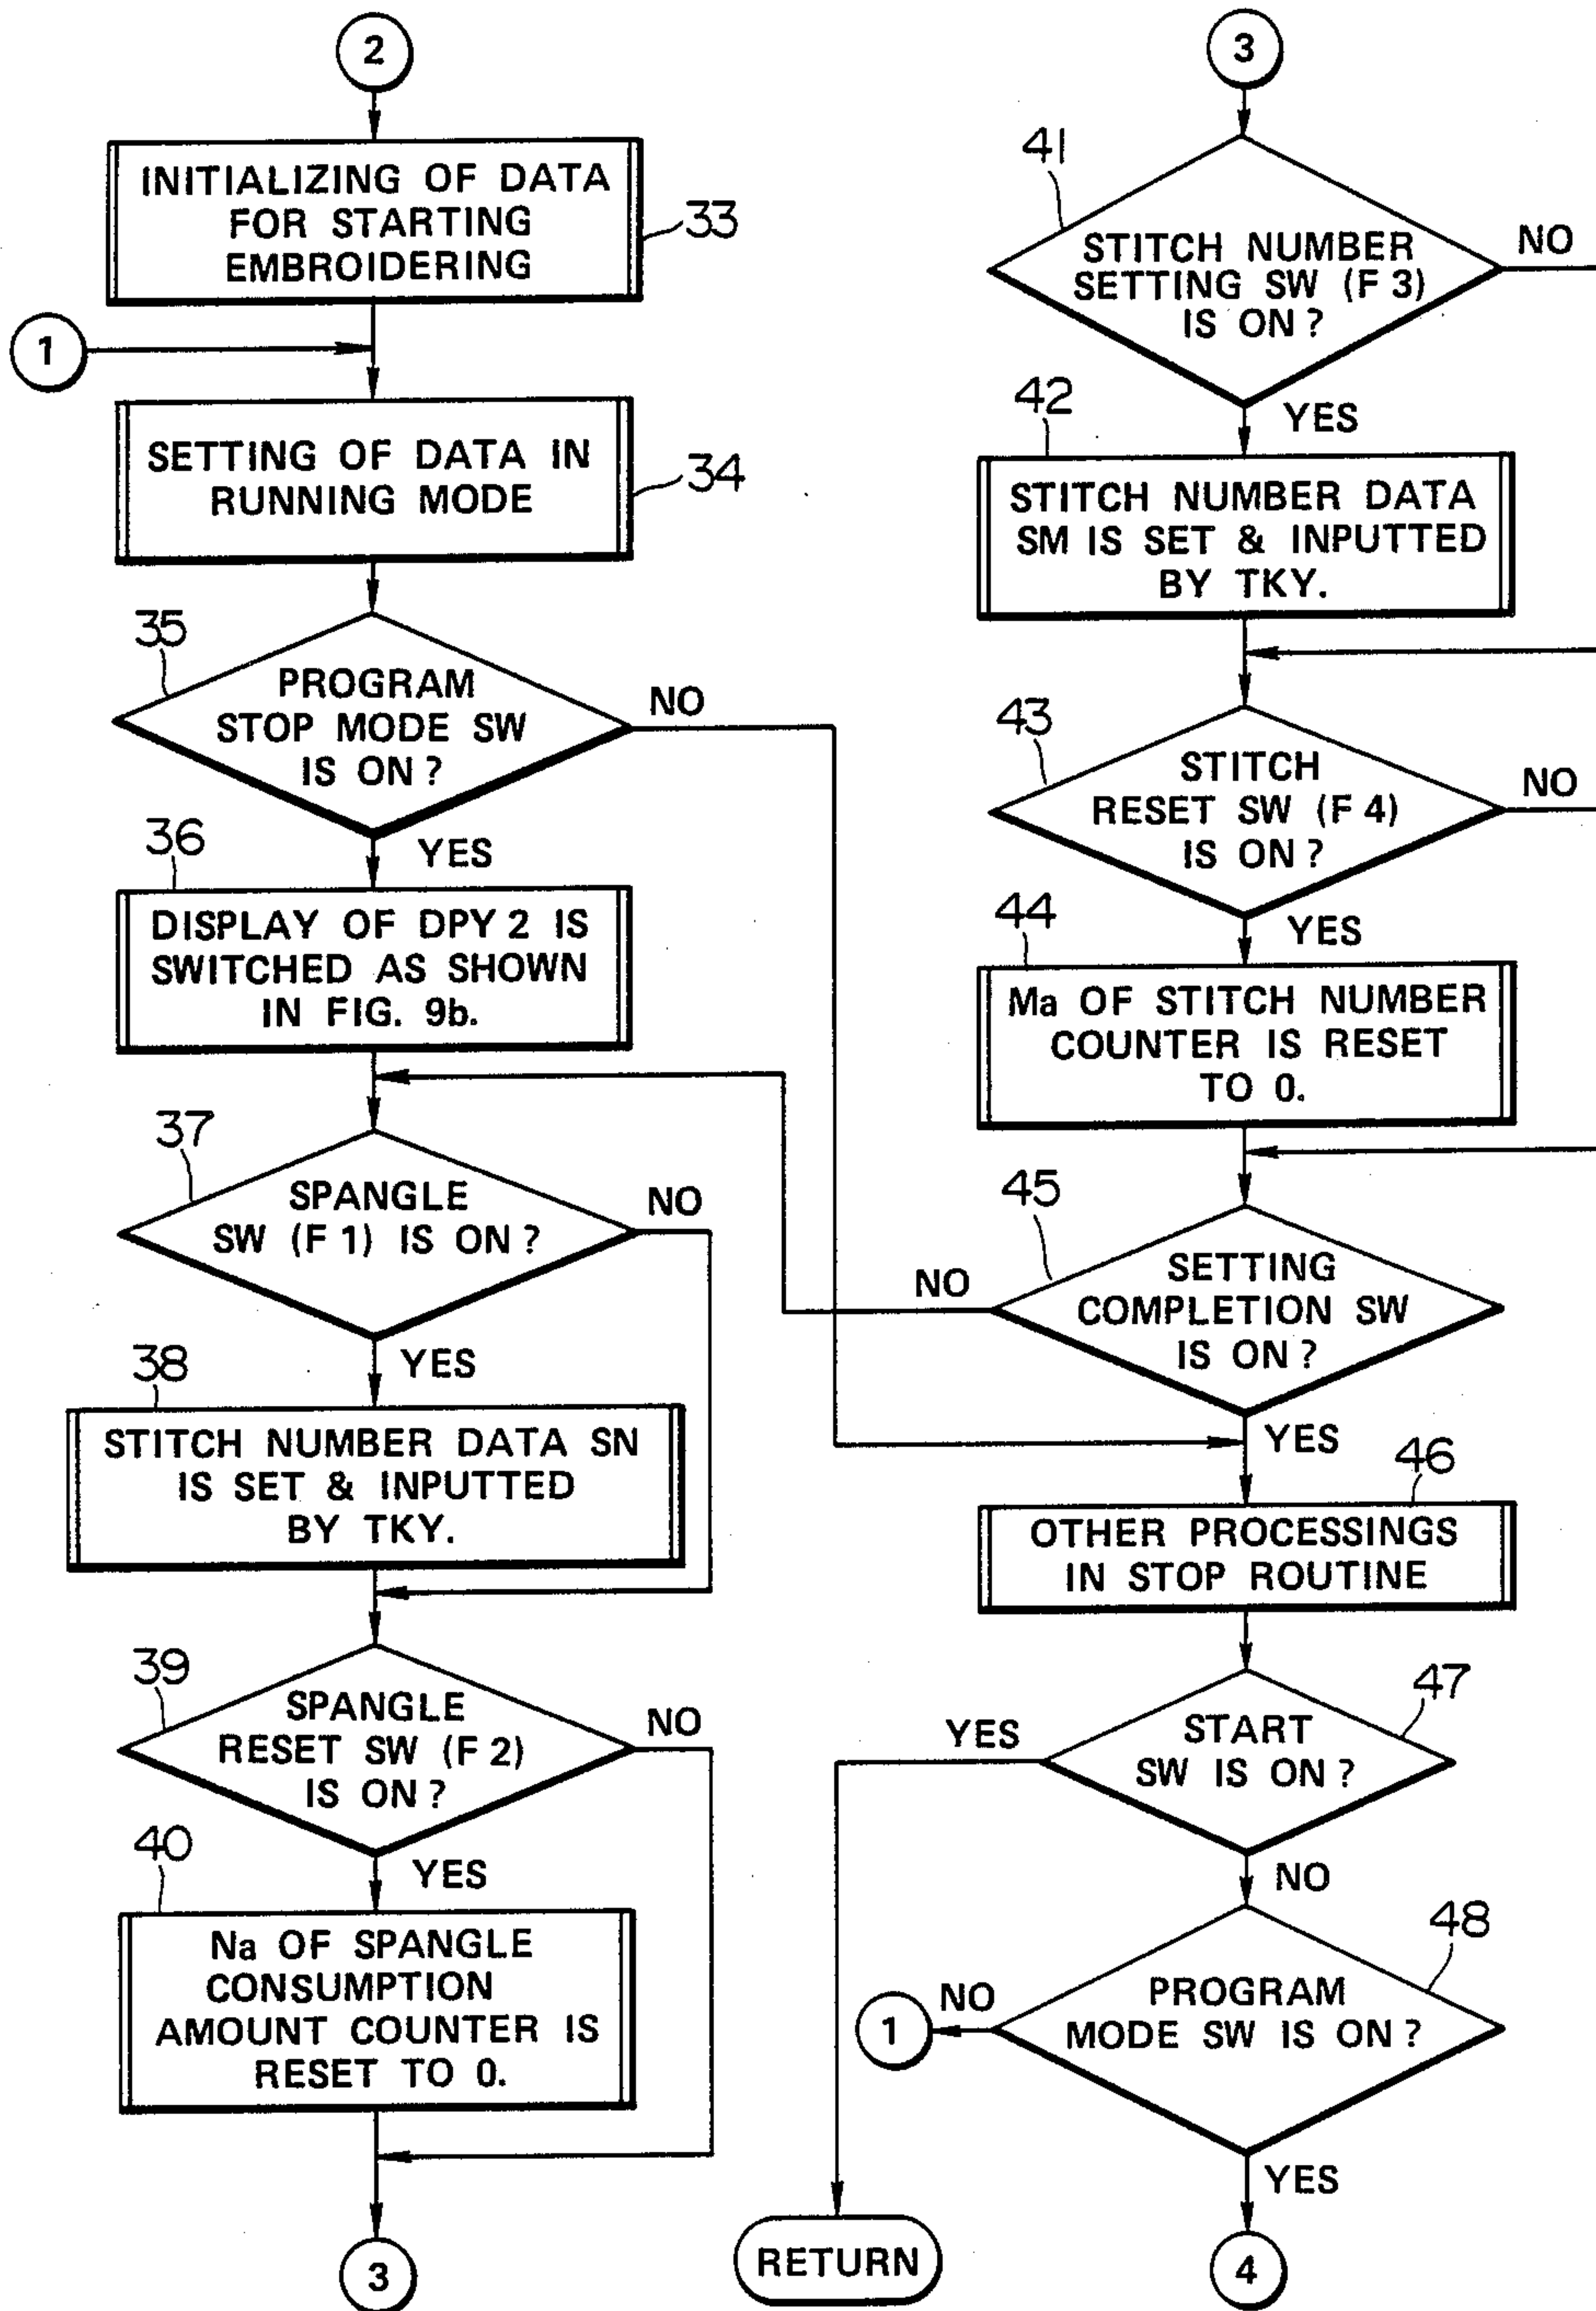 2
INITIALIZING OF DATA
FOR STARTING
EMBROIDERING
33
1
SETTING OF DATA IN
RUNNING MODE
34
35
PROGRAM
STOP MODE SW
IS ON?
NO
YES
36
DISPLAY OF DPY 2 IS
SWITCHED AS SHOWN
IN FIG. 9b.
37
SPANGLE
SW (F 1) IS ON?
NO
YES
38
STITCH NUMBER DATA SN
IS SET & INPUTTED
BY TKY.
39
SPANGLE
RESET SW (F 2)
IS ON?
NO
YES
40
Na OF SPANGLE
CONSUMPTION
AMOUNT COUNTER IS
RESET TO 0.
3
3
41
STITCH NUMBER
SETTING SW (F 3)
IS ON?
NO
YES
42
STITCH NUMBER DATA
SM IS SET & INPUTTED
BY TKY.
43
STITCH
RESET SW (F 4)
IS ON?
NO
YES
44
Ma OF STITCH NUMBER
COUNTER IS RESET
TO 0.
45
SETTING
COMPLETION SW
IS ON?
NO
YES
46
OTHER PROCESSINGS
IN STOP ROUTINE
47
START
SW IS ON?
YES
NO
48
PROGRAM
MODE SW IS ON?
NO
1
YES
RETURN
4